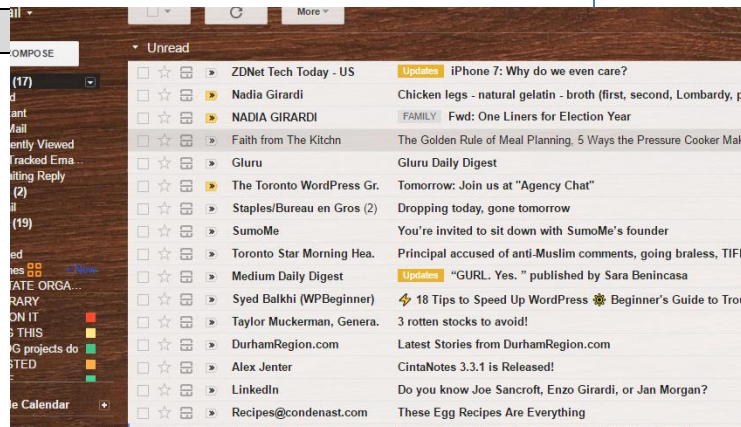 More
COMPOSE
Unread
(17)
ZDNet Tech Today - US Updates iPhone 7: Why do we even care?
Nadia Girardi Chicken legs - natural gelatin - broth (first, second, Lombardy, p
NADIA GIRARDI FAMILY Fwd: One Liners for Election Year
Faith from The Kitchn The Golden Rule of Meal Planning, 5 Ways the Pressure Cooker Mak
Gluru Gluru Daily Digest
The Toronto WordPress Gr. Tomorrow: Join us at "Agency Chat"
Staples/Bureau en Gros (2) Dropping today, gone tomorrow
SumoMe You're invited to sit down with SumoMe's founder
Toronto Star Morning Hea. Principal accused of anti-Muslim comments, going braless, TIF
Medium Daily Digest Updates “GURL. Yes. ” published by Sara Benincasa
Syed Balkhi (WPBeginner) ⚡ 18 Tips to Speed Up WordPress Beginner's Guide to Trou
Taylor Muckerman, Genera. 3 rotten stocks to avoid!
DurhamRegion.com Latest Stories from DurhamRegion.com
Alex Jenter CintaNotes 3.3.1 is Released!
LinkedIn Do you know Joe Sancroft, Enzo Girardi, or Jan Morgan?
Recipes@condenast.com These Egg Recipes Are Everything
ant
Mail
ently Viewed
Tracked Ema...
aiting Reply
(2)
il
(19)
ed
nes 1 New
TATE ORGA...
RARY
ON IT
G THIS
OG projects do
STED
le Calendar